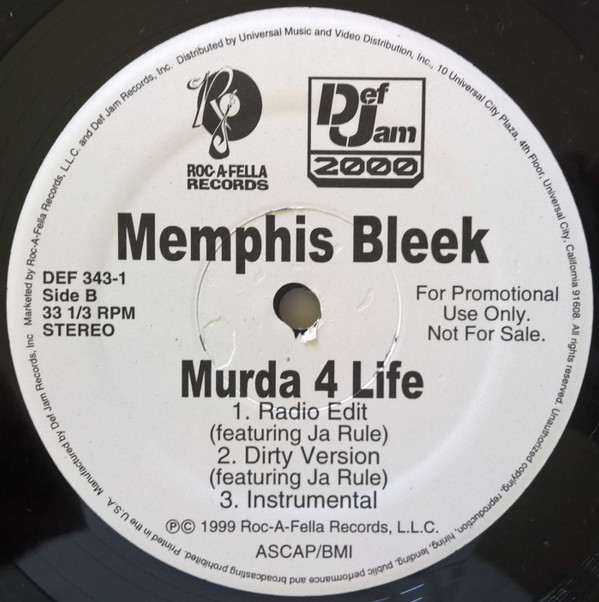 Manufactured by Def Jam Records, Inc Marketed by Roc-A-Fella Records, L.L.C. and Def Jam Records, Inc. Distributed by Universal Music and Video Distribution, Inc., 10 Universal City Plaza, 4th Floor, Universal City, California 91608. All rights reserved. Unauthorized copying, reproduction, hiring, lending, public performance and broadcasting prohibited. Printed in the U.S.A.
ROC-A-FELLA
RECORDS
Def
Jam
2000
Memphis Bleek
DEF 343-1
Side B
33 1/3 RPM
STEREO
For Promotional
Use Only.
Not For Sale.
Murda 4 Life
1. Radio Edit
(featuring Ja Rule)
2. Dirty Version
(featuring Ja Rule)
3. Instrumental
℗© 1999 Roc-A-Fella Records, L.L.C.
ASCAP/BMI